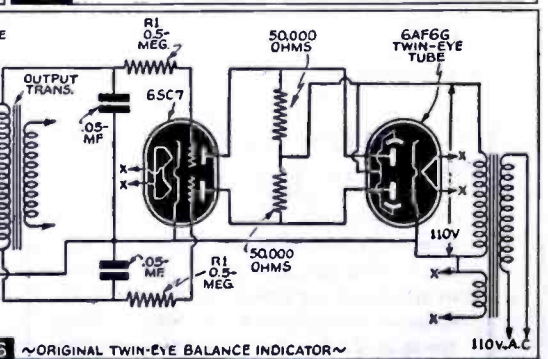 E
R1
0.5-
MEG.
50,000
OHMS
6AF6G
TWIN-EYE
TUBE
OUTPUT
TRANS.
6SC7
.05-
MF
X
X
X
X
110V
.05-
MF.
R1
0.5-
MEG.
50,000
OHMS
X
X
110V.A.C
6 ~ORIGINAL TWIN-EYE BALANCE INDICATOR~